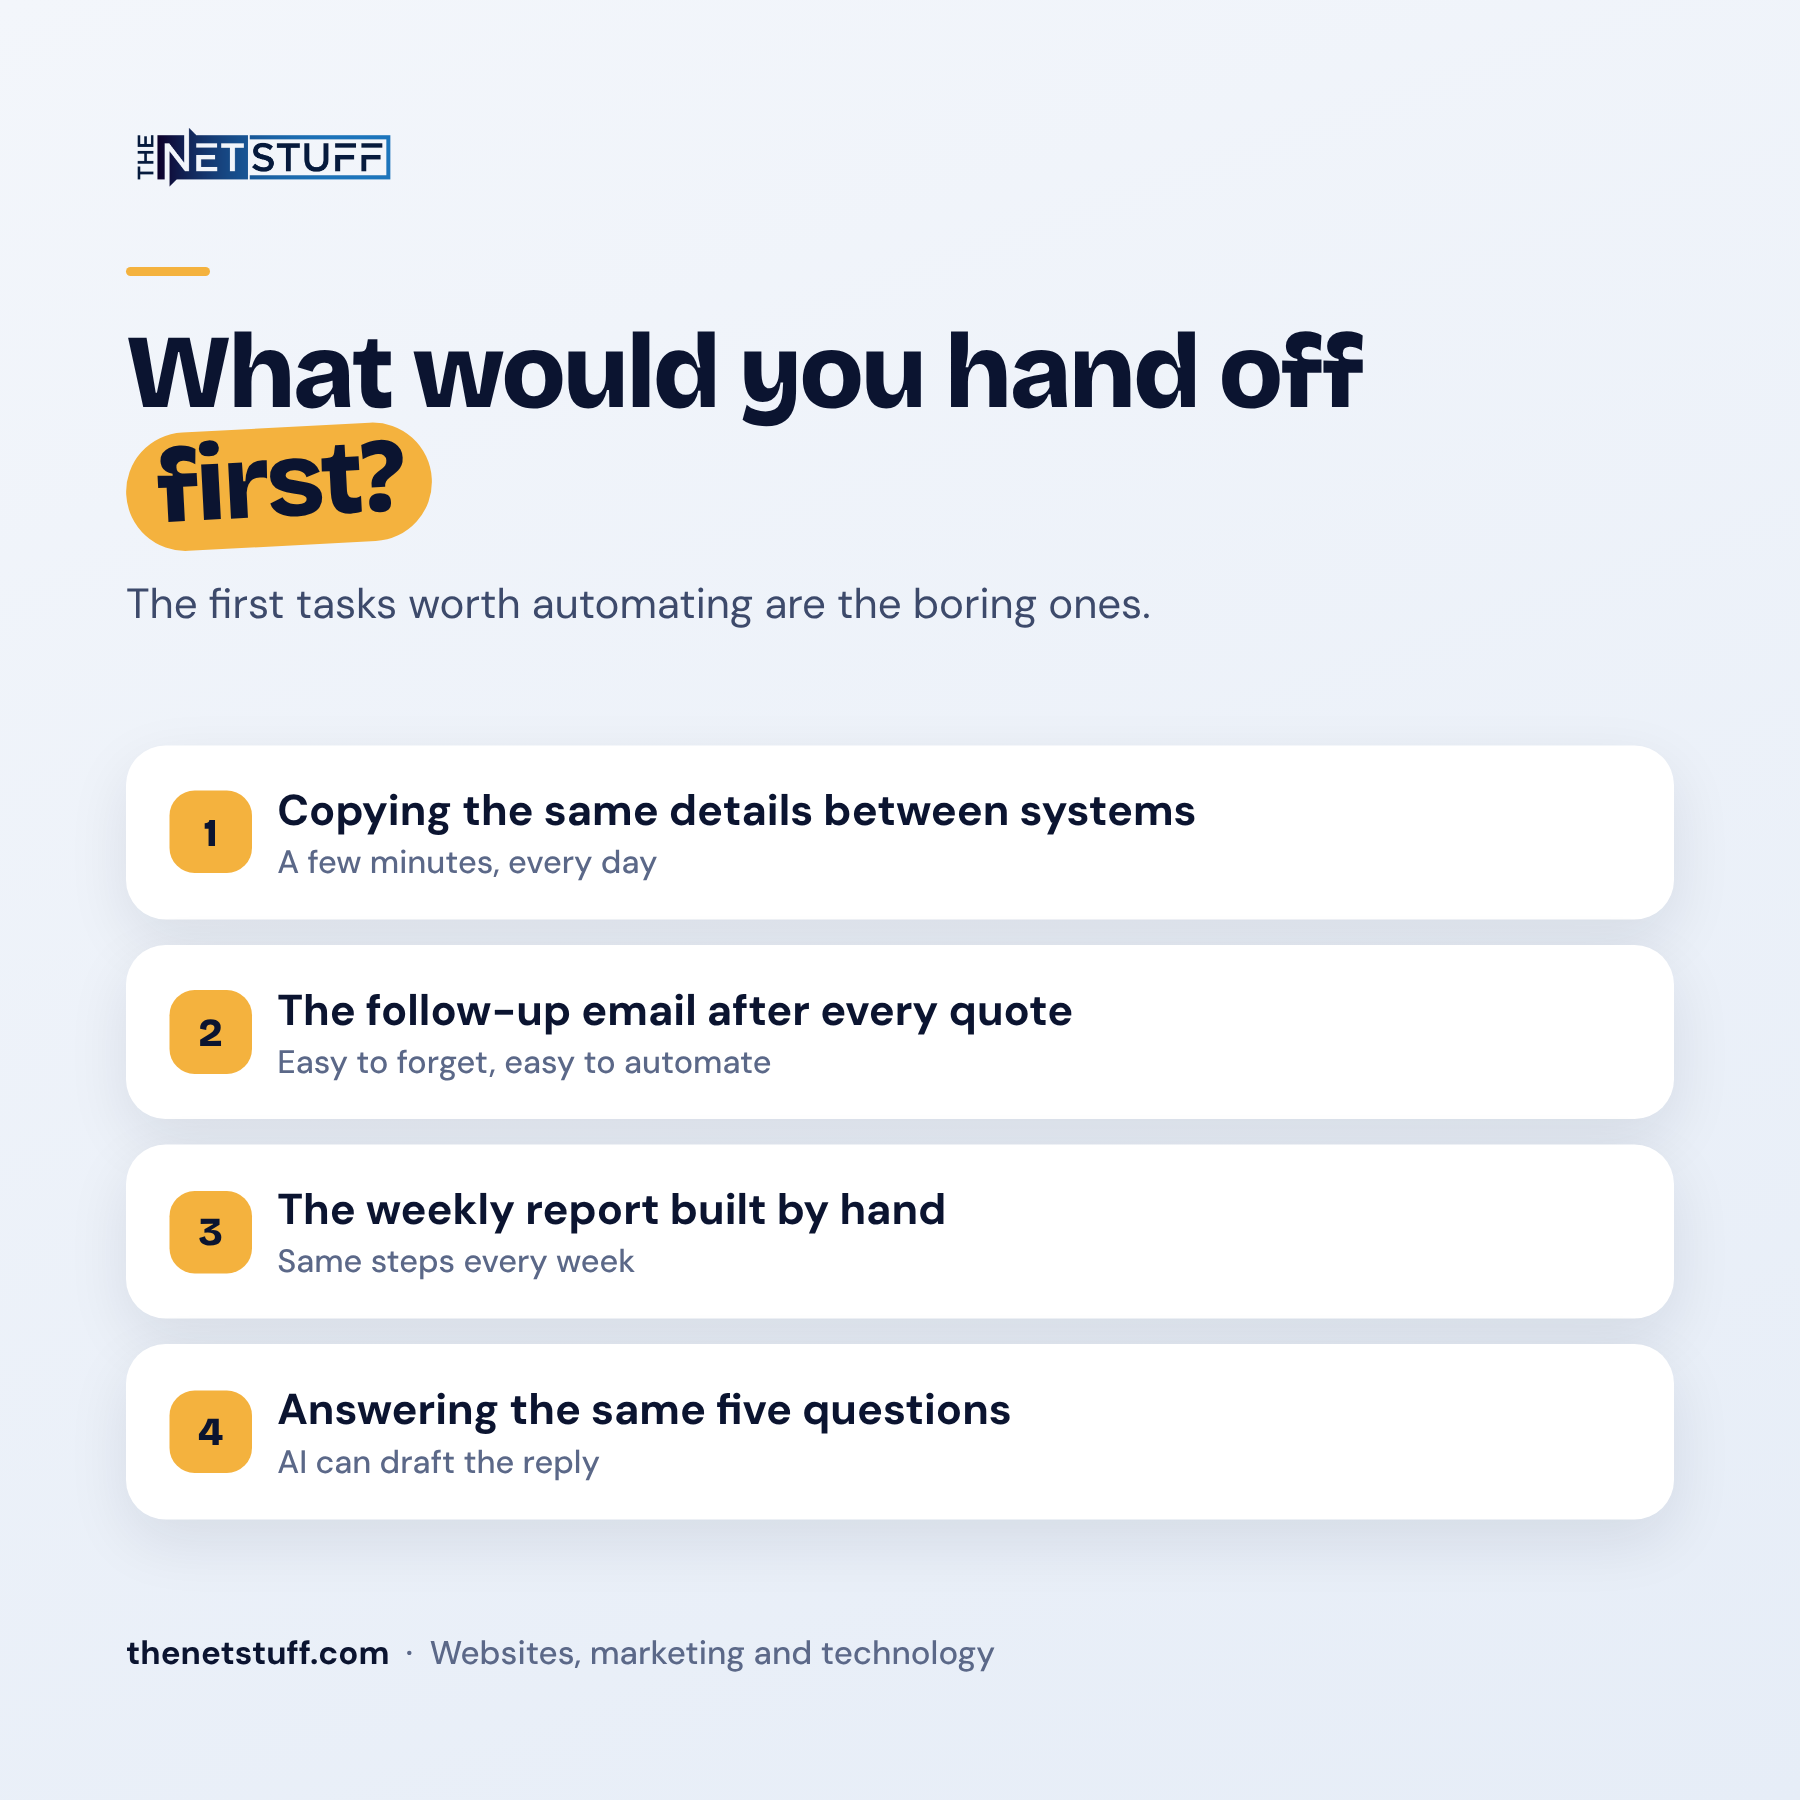 THE NETSTUFF
What would you hand off
first?
The first tasks worth automating are the boring ones.
1
Copying the same details between systems
A few minutes, every day
2
The follow-up email after every quote
Easy to forget, easy to automate
3
The weekly report built by hand
Same steps every week
4
Answering the same five questions
AI can draft the reply
thenetstuff.com · Websites, marketing and technology